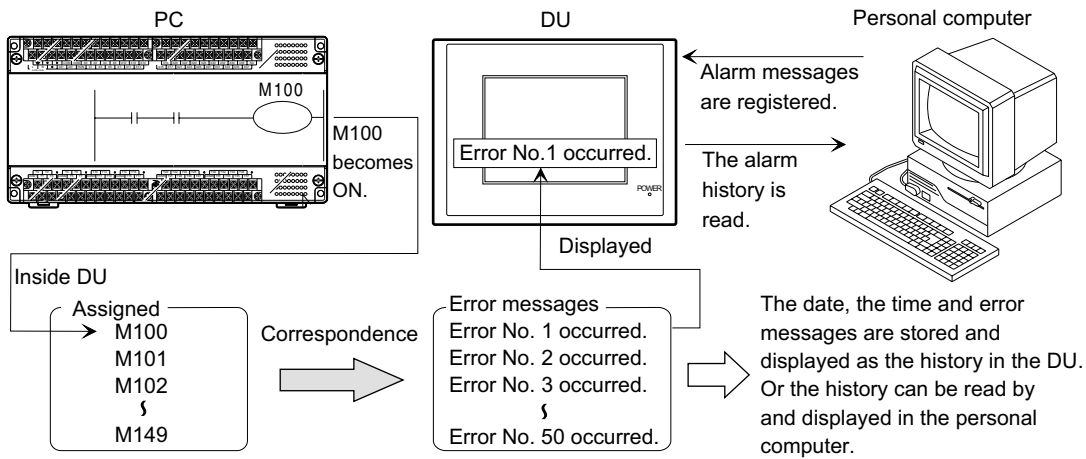 PC
DU
Personal computer
M100
M100
becomes
ON.
Error No.1 occurred.
POWER
Alarm messages
are registered.
The alarm
history is
read.
Displayed
Inside DU
Assigned
M100
M101
M102
M149
Correspondence
Error messages
Error No. 1 occurred.
Error No. 2 occurred.
Error No. 3 occurred.
Error No. 50 occurred.
The date, the time and error
messages are stored and
displayed as the history in the DU.
Or the history can be read by
and displayed in the personal
computer.